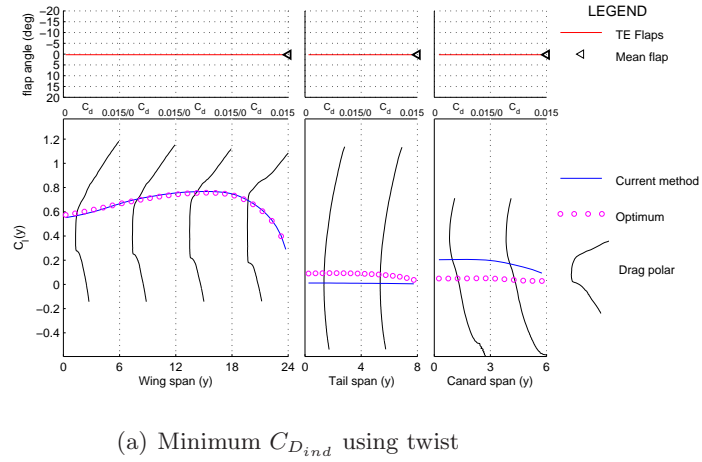 LEGEND
TE Flaps
Mean flap
flap angle (deg)
−20
−15
−10
−5
0
5
10
15
20
0 C_d 0.015/0 C_d 0.015/0 C_d 0.015/0 C_d 0.015
0 C_d 0.015/0 C_d 0.015
0 C_d 0.015/0 C_d 0.015
C_l(y)
1.2
1
0.8
0.6
0.4
0.2
0
−0.2
−0.4
0 6 12 18 24
Wing span (y)
0 4 8
Tail span (y)
0 3 6
Canard span (y)
Current method
Optimum
Drag polar
(a) Minimum C_{D_{ind}} using twist